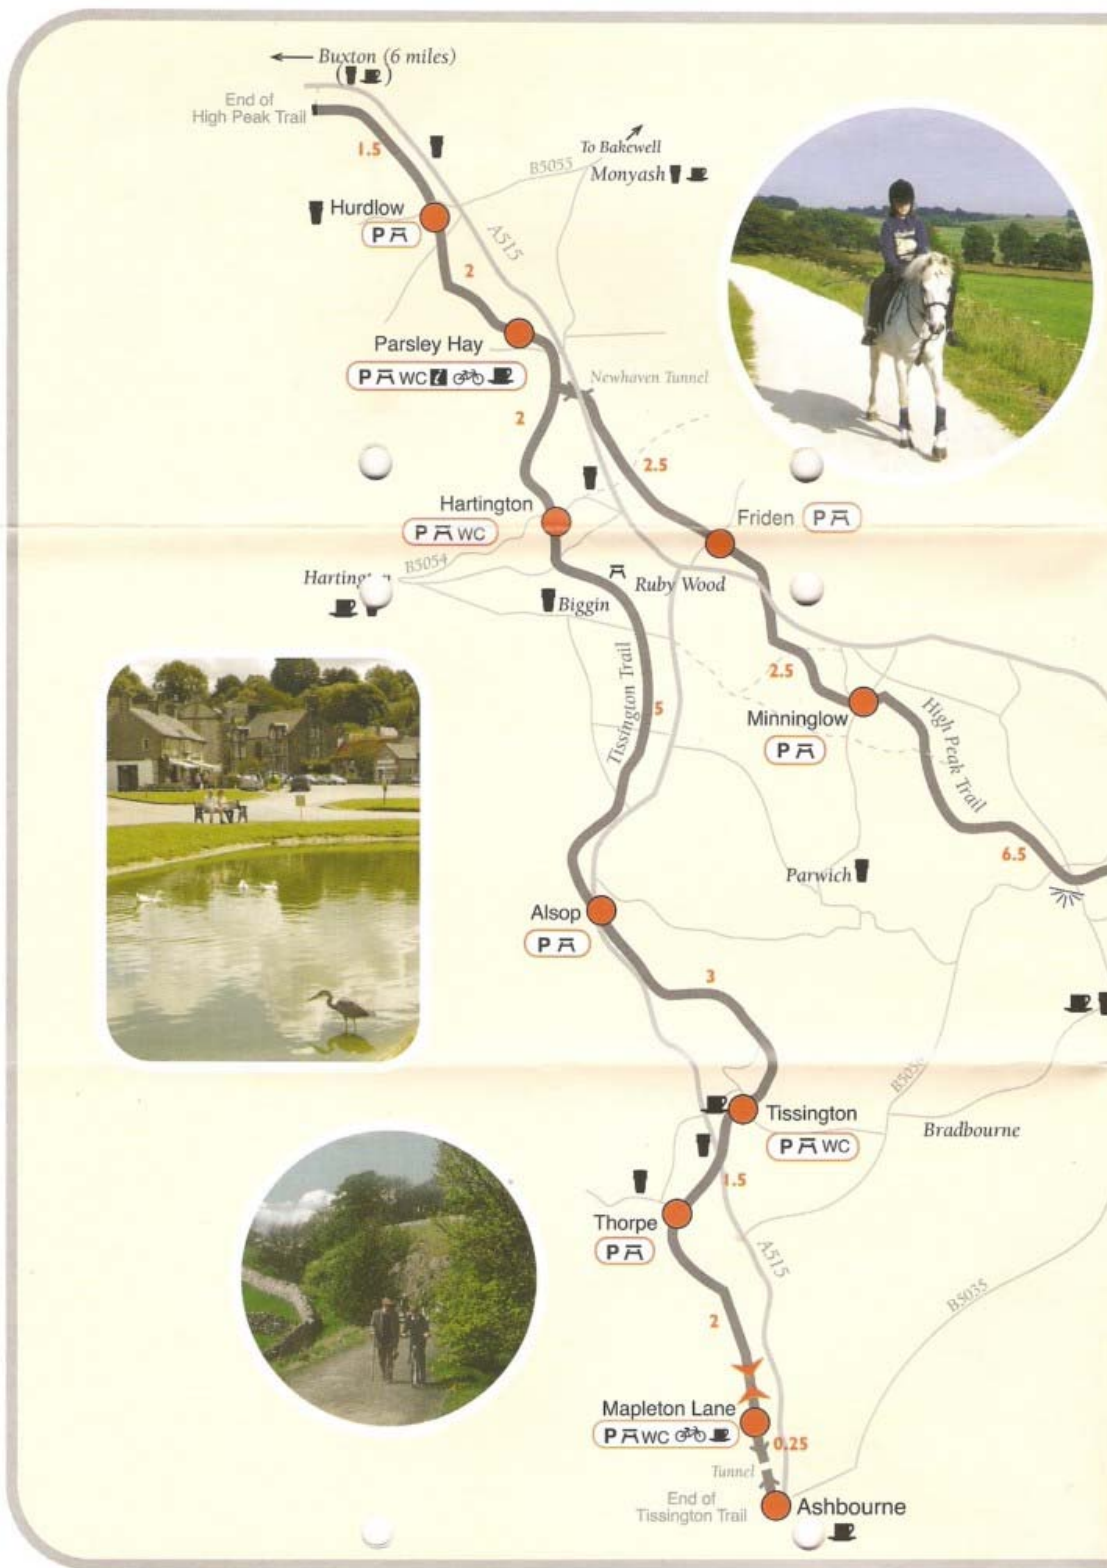 Buxton (6 miles)
End of
High Peak Trail
1.5
To Bakewell
B5055
Monyash
Hurdlow
P
A515
2
Parsley Hay
P WC i
Newhaven Tunnel
2
2.5
Hartington
P WC
Friden P
B5054
Hartington
Ruby Wood
Biggin
Tissington Trail
2.5
5
Minninglow
P
High Peak Trail
6.5
Parwich
Alsop
P
3
B505
Tissington
P WC
Bradbourne
1.5
Thorpe
P
A515
B5035
2
Mapleton Lane
P WC
0.25
Tunnel
End of
Tissington Trail
Ashbourne